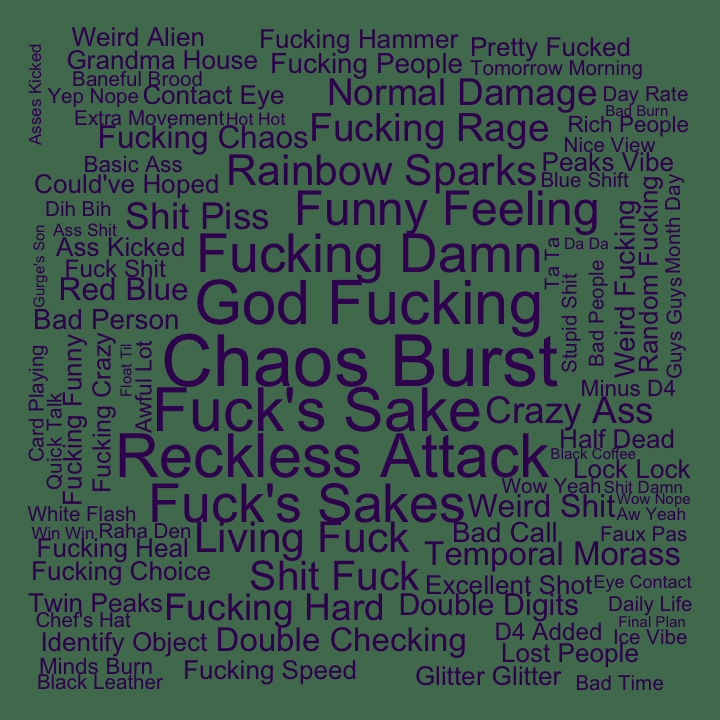 Weird Alien
Fucking Hammer
Pretty Fucked
Grandma House
Fucking People
Tomorrow Morning
Asses Kicked
Baneful Brood
Yep Nope
Contact Eye
Normal Damage
Day Rate
Bad Burn
Extra Movement
Hot Hot
Fucking Chaos
Fucking Rage
Rich People
Nice View
Basic Ass
Rainbow Sparks
Peaks Vibe
Could've Hoped
Blue Shift
Dih Bih
Shit Piss
Funny Feeling
Ass Shit
Gurge's Son
Ass Kicked
Fucking Damn
Ta Ta
Da Da
Weird Fucking
Random Fucking
Month Day
Fuck Shit
Red Blue
God Fucking
Stupid Shit
Bad People
Guys Guys
Bad Person
Chaos Burst
Card Playing
Quick Talk
Fucking Funny
Fucking Crazy
Float Til
Awful Lot
Minus D4
Fuck's Sake
Crazy Ass
Half Dead
Reckless Attack
Black Coffee
Lock Lock
Wow Yeah
Shit Damn
Fuck's Sakes
Weird Shit
Wow Nope
Aw Yeah
White Flash
Win Win
Raha Den
Living Fuck
Bad Call
Faux Pas
Fucking Heal
Temporal Morass
Fucking Choice
Shit Fuck
Excellent Shot
Eye Contact
Twin Peaks
Fucking Hard
Double Digits
Daily Life
Chef's Hat
Final Plan
Identify Object
Double Checking
D4 Added
Ice Vibe
Lost People
Minds Burn
Fucking Speed
Glitter Glitter
Black Leather
Bad Time